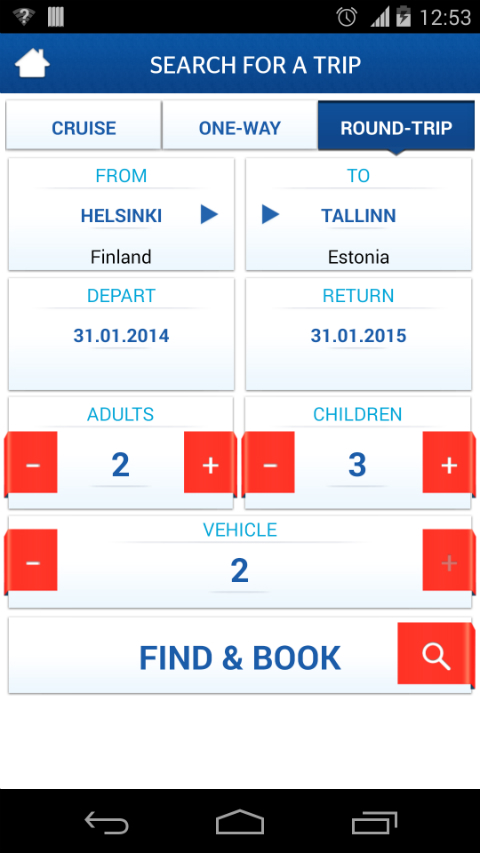 12:53
SEARCH FOR A TRIP
CRUISE ONE-WAY ROUND-TRIP
FROM TO
HELSINKI TALLINN
Finland Estonia
DEPART RETURN
31.01.2014 31.01.2015
ADULTS CHILDREN
- 2 + - 3 +
VEHICLE
- 2 +
FIND & BOOK